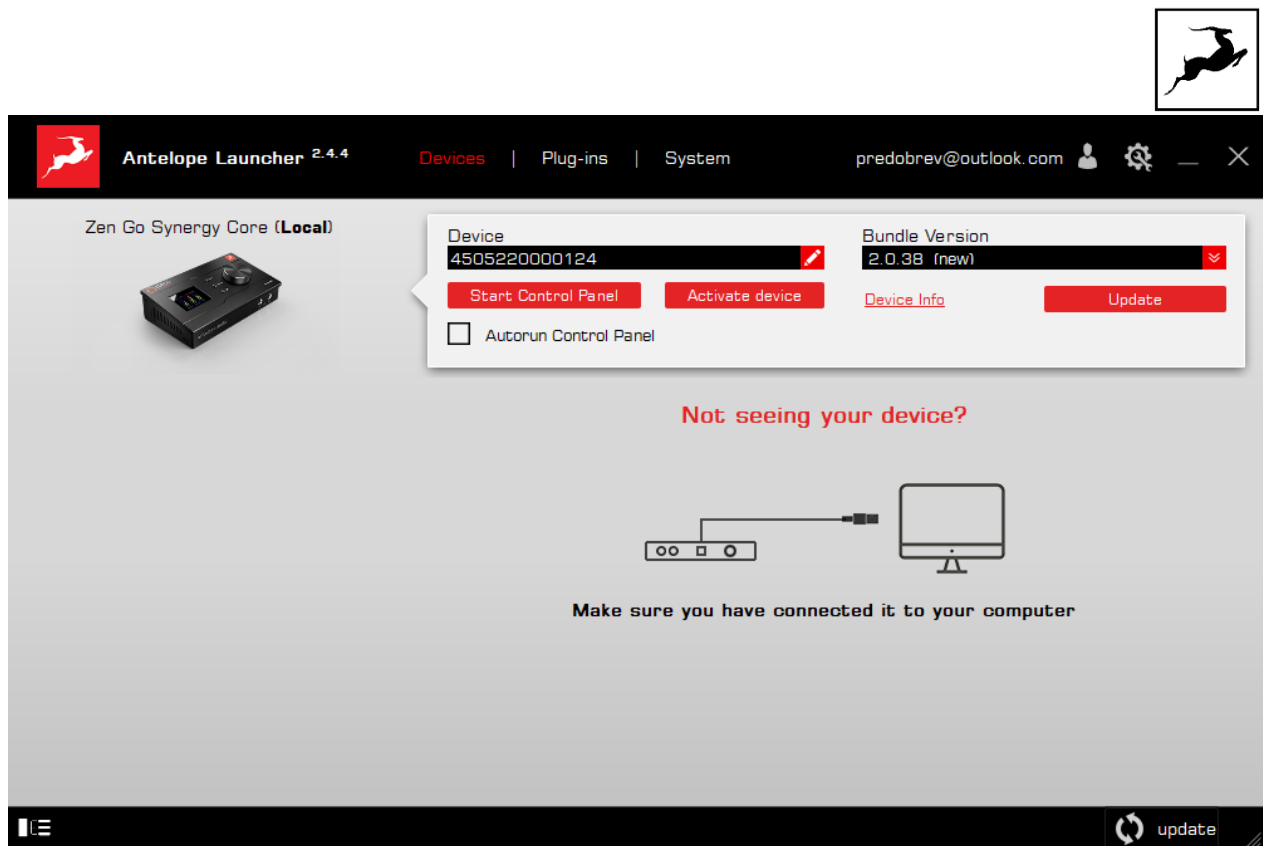 Antelope Launcher 2.4.4
Devices | Plug-ins | System
predobrev@outlook.com
Zen Go Synergy Core (Local)
Device
4505220000124
Bundle Version
2.0.38 (new)
Start Control Panel
Activate device
Device Info
Update
Autorun Control Panel
Not seeing your device?
Make sure you have connected it to your computer
update